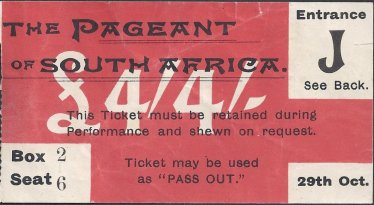 THE PAGEANT
OF SOUTH AFRICA.
£4/4/-
This Ticket must be retained during
Performance and shewn on request.
Box 2
Seat 6
Ticket may be used
as “PASS OUT.”
Entrance
J
See Back.
29th Oct.